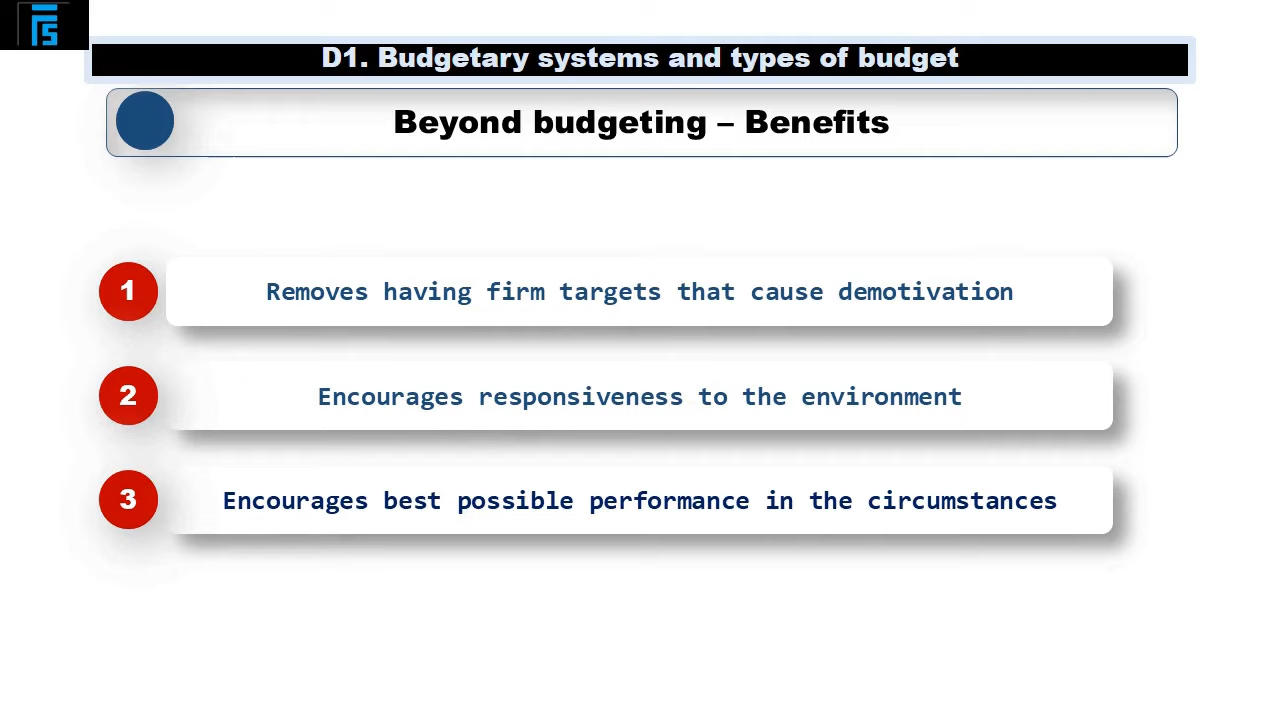 D1. Budgetary systems and types of budget
Beyond budgeting – Benefits
1 Removes having firm targets that cause demotivation
2 Encourages responsiveness to the environment
3 Encourages best possible performance in the circumstances